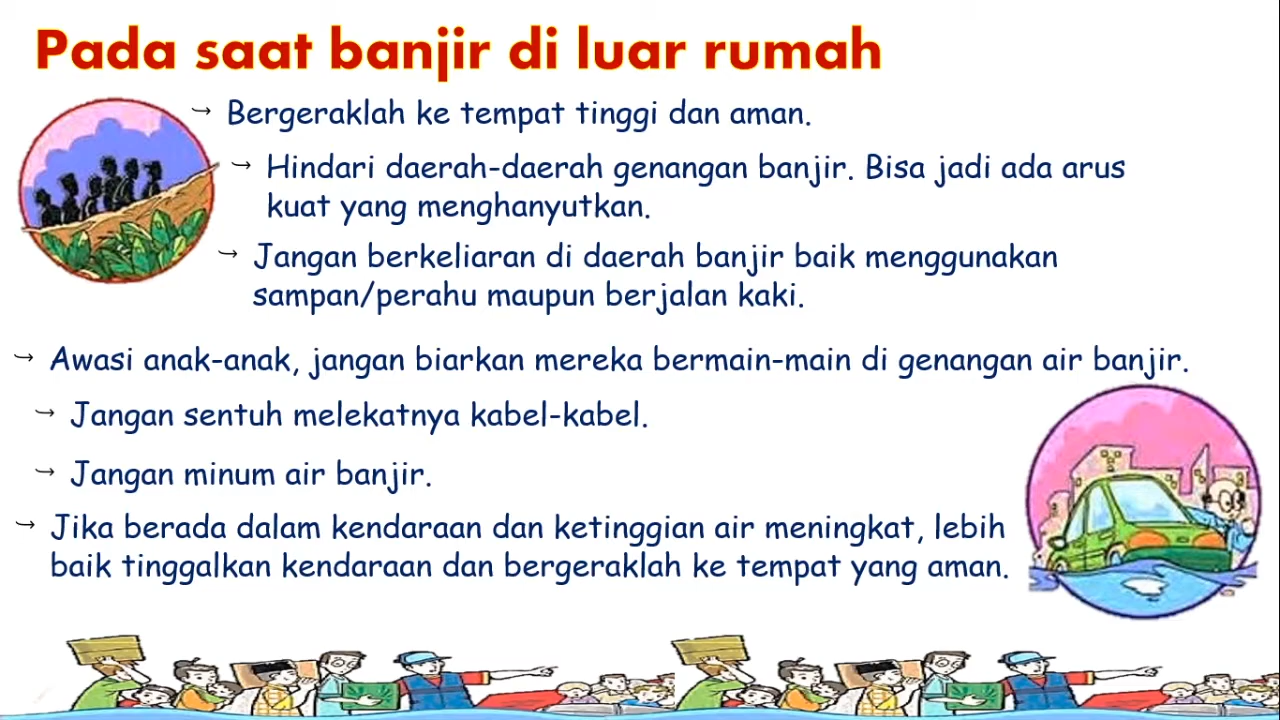 Pada saat banjir di luar rumah
Bergeraklah ke tempat tinggi dan aman.
Hindari daerah-daerah genangan banjir. Bisa jadi ada arus
kuat yang menghanyutkan.
Jangan berkeliaran di daerah banjir baik menggunakan
sampan/perahu maupun berjalan kaki.
Awasi anak-anak, jangan biarkan mereka bermain-main di genangan air banjir.
Jangan sentuh melekatnya kabel-kabel.
Jangan minum air banjir.
Jika berada dalam kendaraan dan ketinggian air meningkat, lebih
baik tinggalkan kendaraan dan bergeraklah ke tempat yang aman.